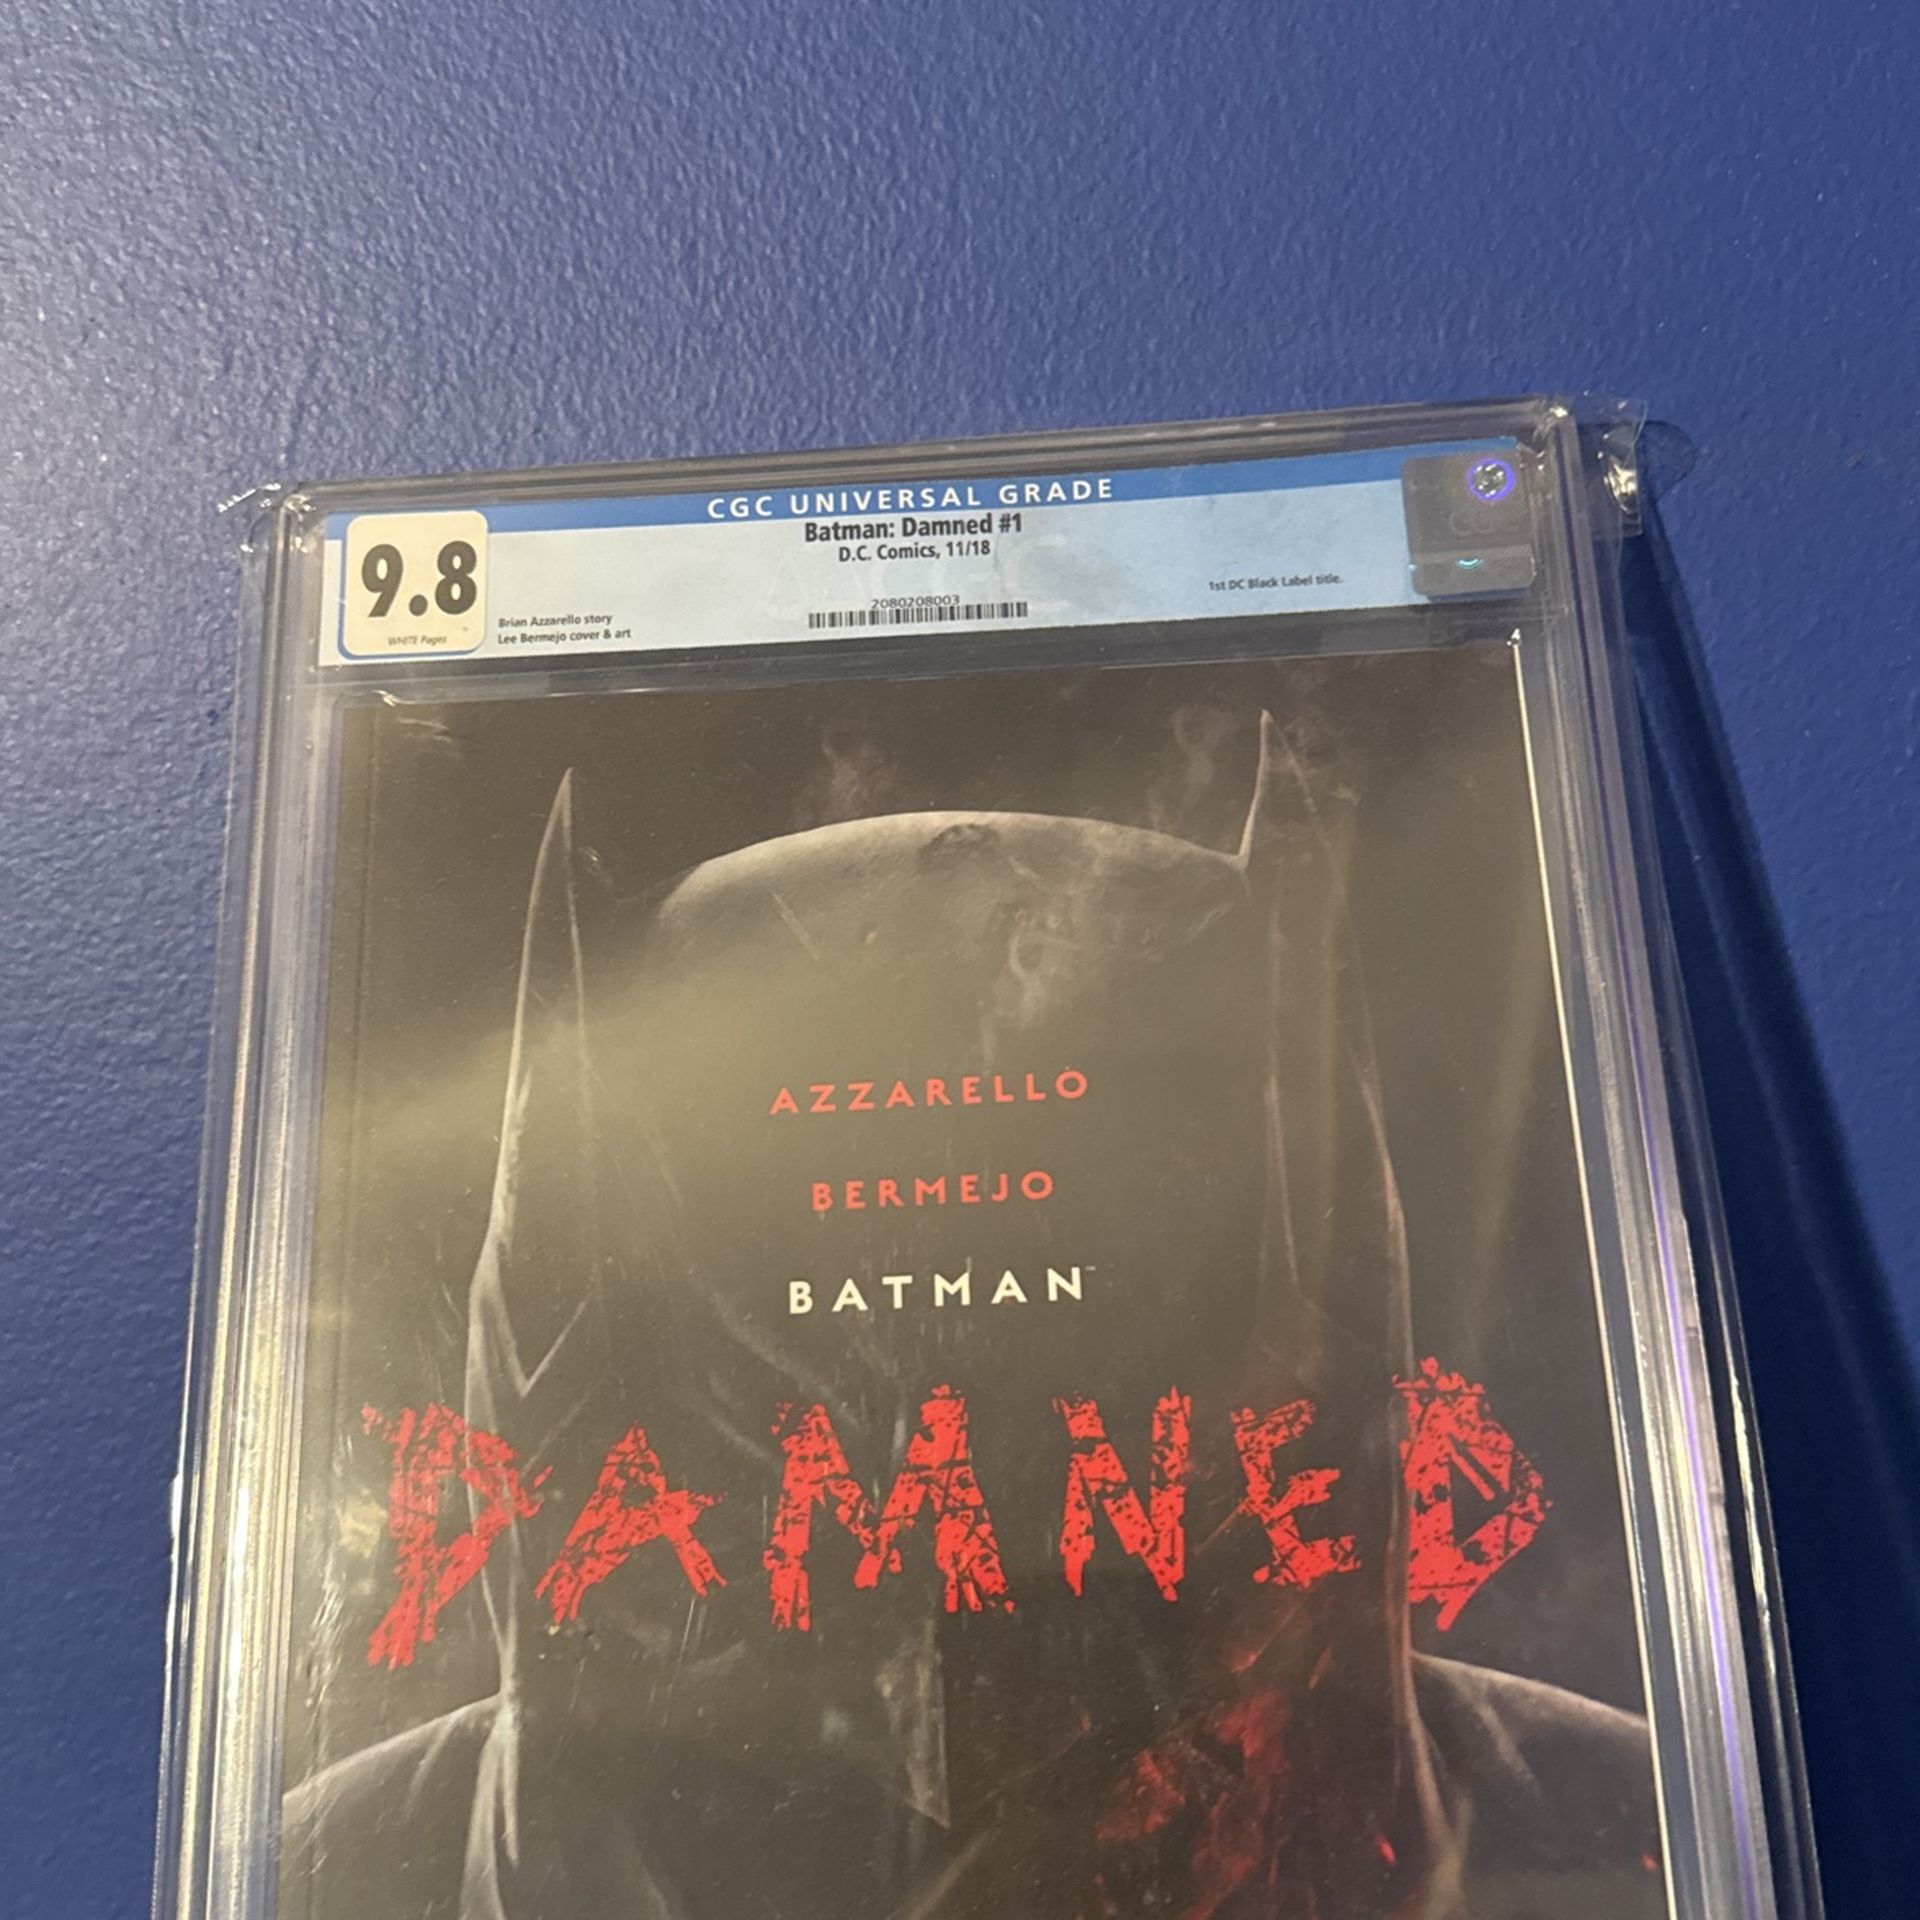 CGC UNIVERSAL GRADE
9.8
WHITE Pages
Batman: Damned #1
D.C. Comics, 11/18
2080208003
Brian Azzarello story
Lee Bermejo cover & art
1st DC Black Label title.
AZZARELLO
BERMEJO
BATMAN™
DAMNED